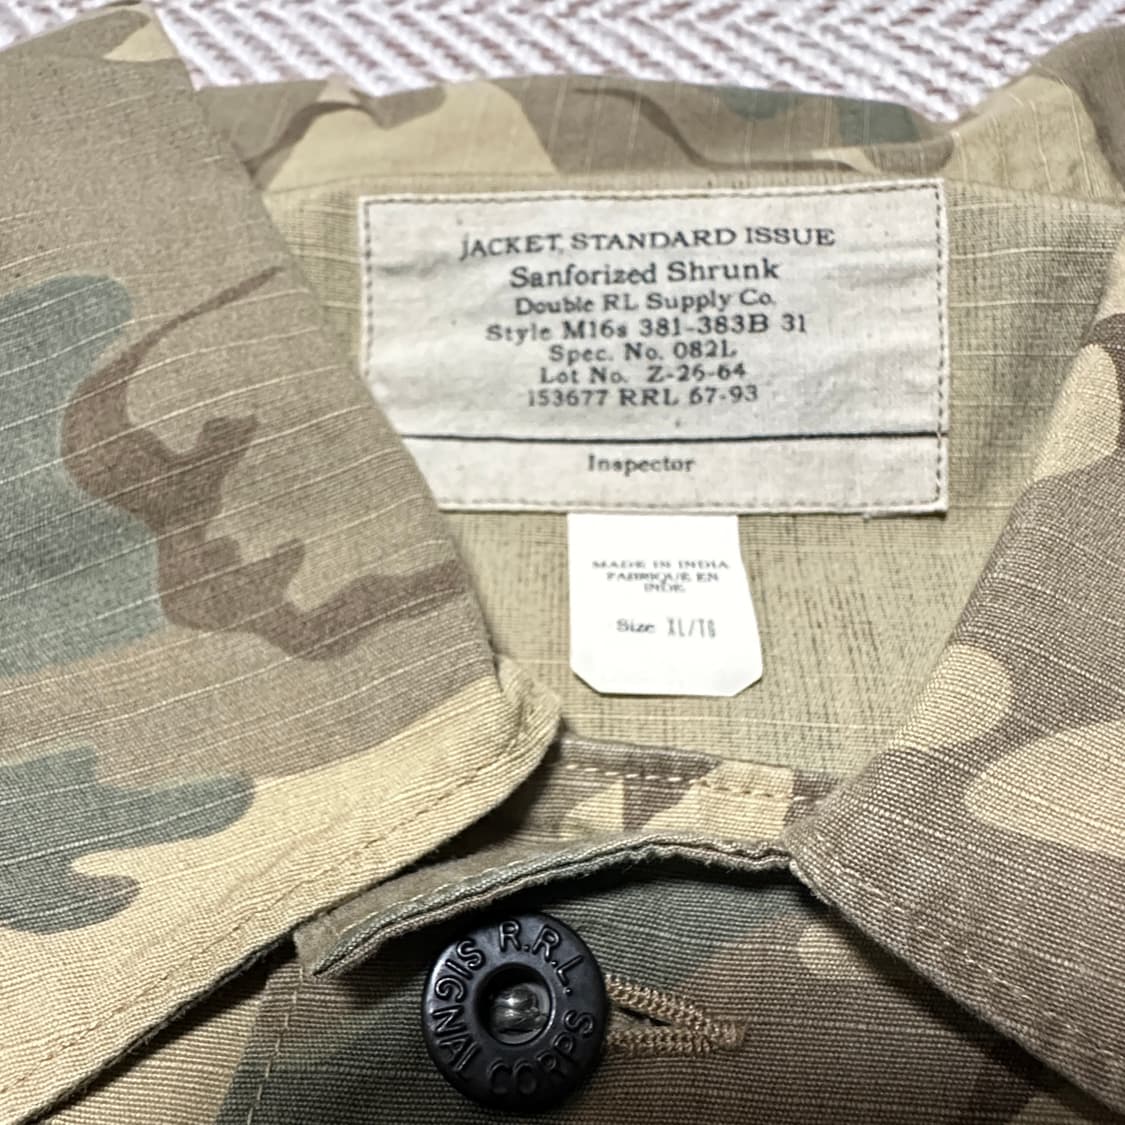 JACKET, STANDARD ISSUE
Sanforized Shrunk
Double RL Supply Co.
Style M16s 381-383B 31
Spec. No. 082L
Lot No. Z-26-64
153677 RRL 67-93
Inspector
MADE IN INDIA
FABRIQUÉ EN
INDE
Size XL/TG
R.R.L.
SIGNAL CORPS